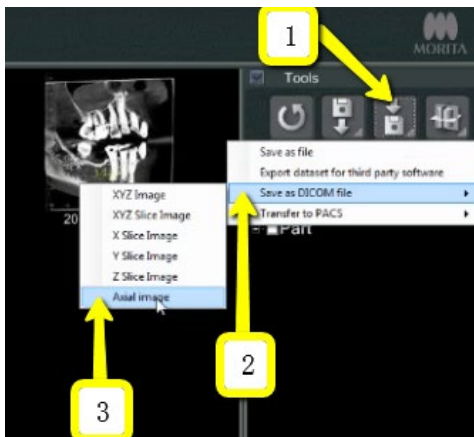 1
MORITA
Tools
Save as file
Export dataset for third party software
Save as DICOM file
Transfer to PACS
Part
XYZ Image
XYZ Slice Image
X Slice Image
Y Slice Image
Z Slice Image
Axial image
20
2
3